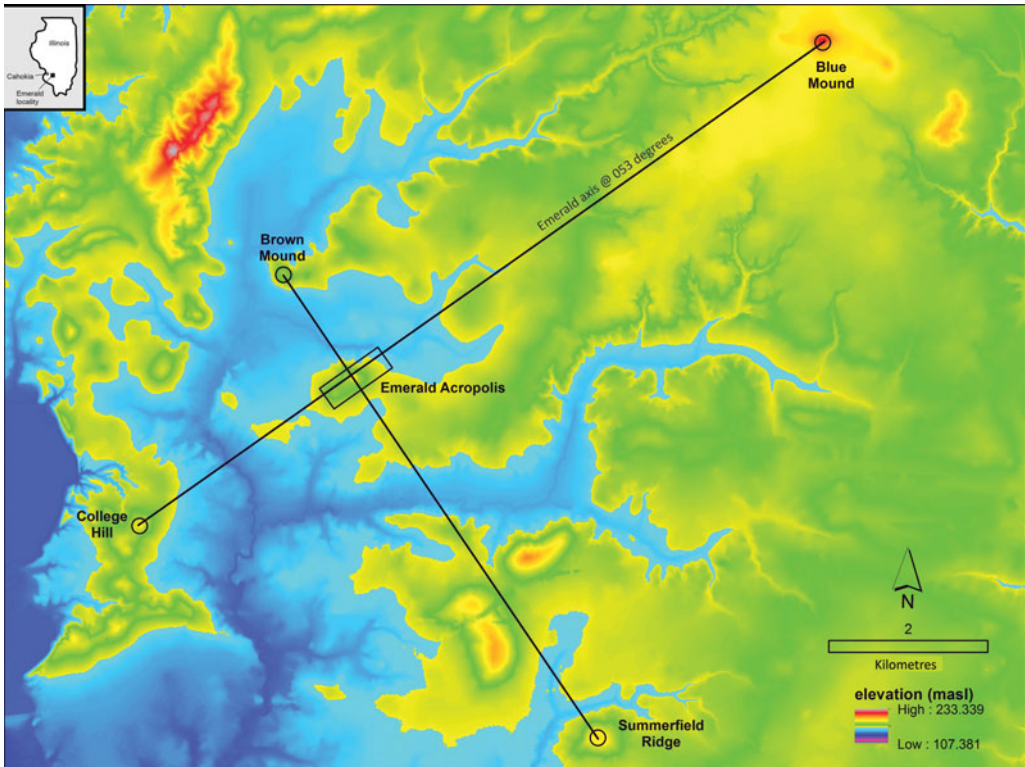 Illinois
Cahokia
Emerald
locality
Blue
Mound
Emerald axis @ 053 degrees
Brown
Mound
Emerald Acropolis
College
Hill
N
2
Kilometres
elevation (masl)
High : 233.339
Low : 107.381
Summerfield
Ridge